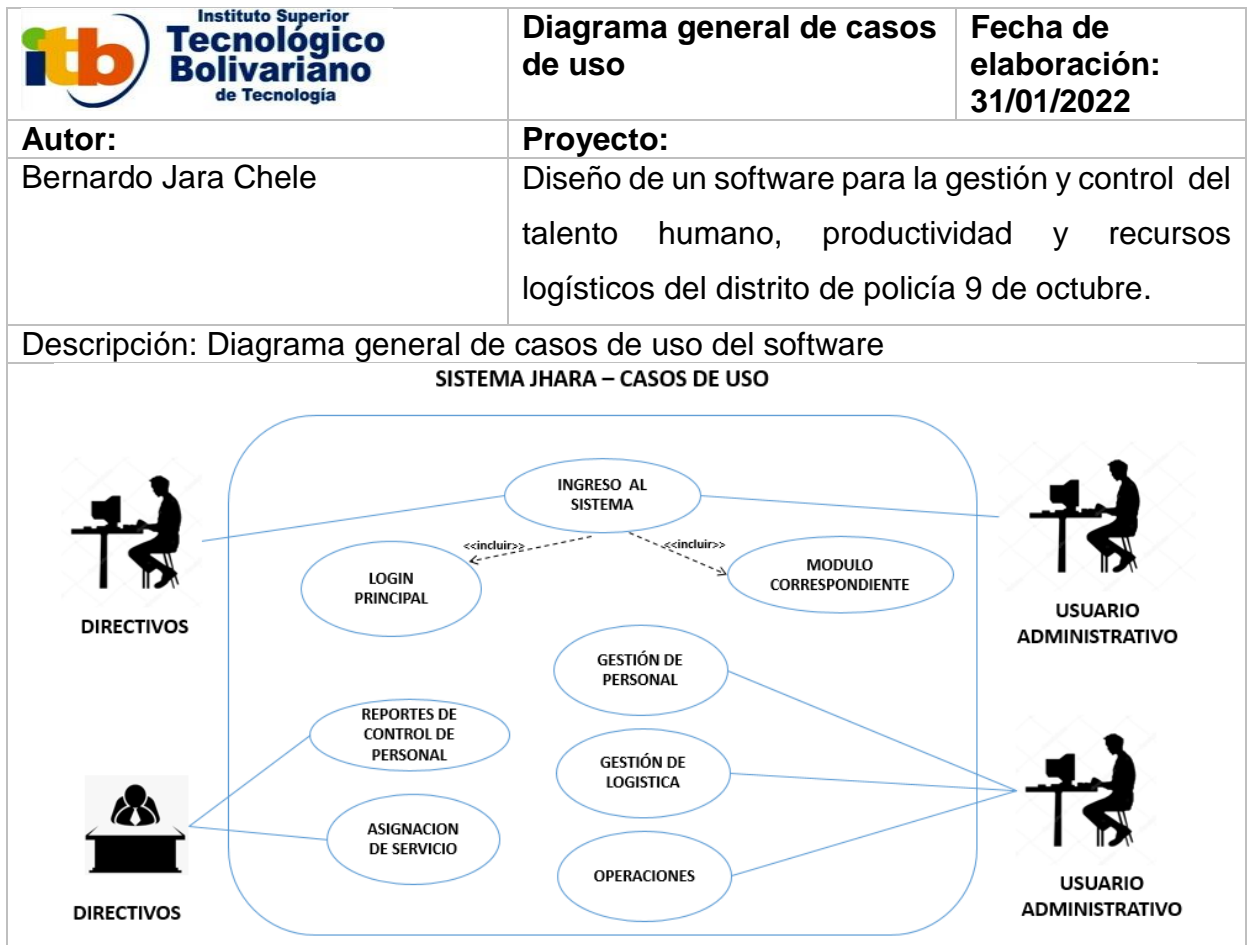 itb
Instituto Superior
Tecnológico
Bolivariano
de Tecnología
Diagrama general de casos
de uso
Fecha de
elaboración:
31/01/2022
Autor:
Proyecto:
Bernardo Jara Chele
Diseño de un software para la gestión y control del
talento humano, productividad y recursos
logísticos del distrito de policía 9 de octubre.
Descripción: Diagrama general de casos de uso del software
SISTEMA JHARA – CASOS DE USO
INGRESO AL
SISTEMA
<<incluir>>
<<incluir>>
LOGIN
PRINCIPAL
MODULO
CORRESPONDIENTE
DIRECTIVOS
USUARIO
ADMINISTRATIVO
GESTIÓN DE
PERSONAL
REPORTES DE
CONTROL DE
PERSONAL
GESTIÓN DE
LOGISTICA
ASIGNACION
DE SERVICIO
OPERACIONES
DIRECTIVOS
USUARIO
ADMINISTRATIVO